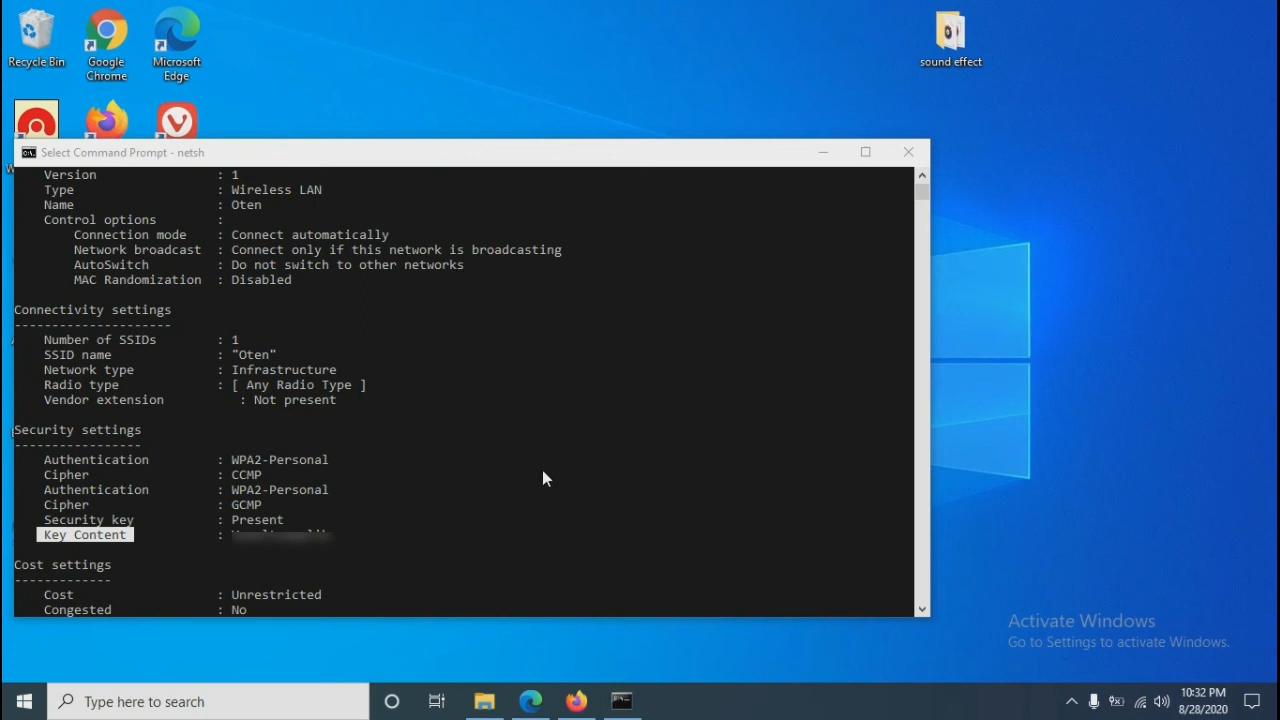 Recycle Bin
Google Chrome
Microsoft Edge
sound effect
Select Command Prompt - netsh
Version : 1
Type : Wireless LAN
Name : Oten
Control options :
Connection mode : Connect automatically
Network broadcast : Connect only if this network is broadcasting
AutoSwitch : Do not switch to other networks
MAC Randomization : Disabled
Connectivity settings
---------------------
Number of SSIDs : 1
SSID name : "Oten"
Network type : Infrastructure
Radio type : [ Any Radio Type ]
Vendor extension : Not present
Security settings
-----------------
Authentication : WPA2-Personal
Cipher : CCMP
Authentication : WPA2-Personal
Cipher : GCMP
Security key : Present
Key Content :
Cost settings
-------------
Cost : Unrestricted
Congested : No
Activate Windows
Go to Settings to activate Windows.
Type here to search
10:32 PM
8/28/2020